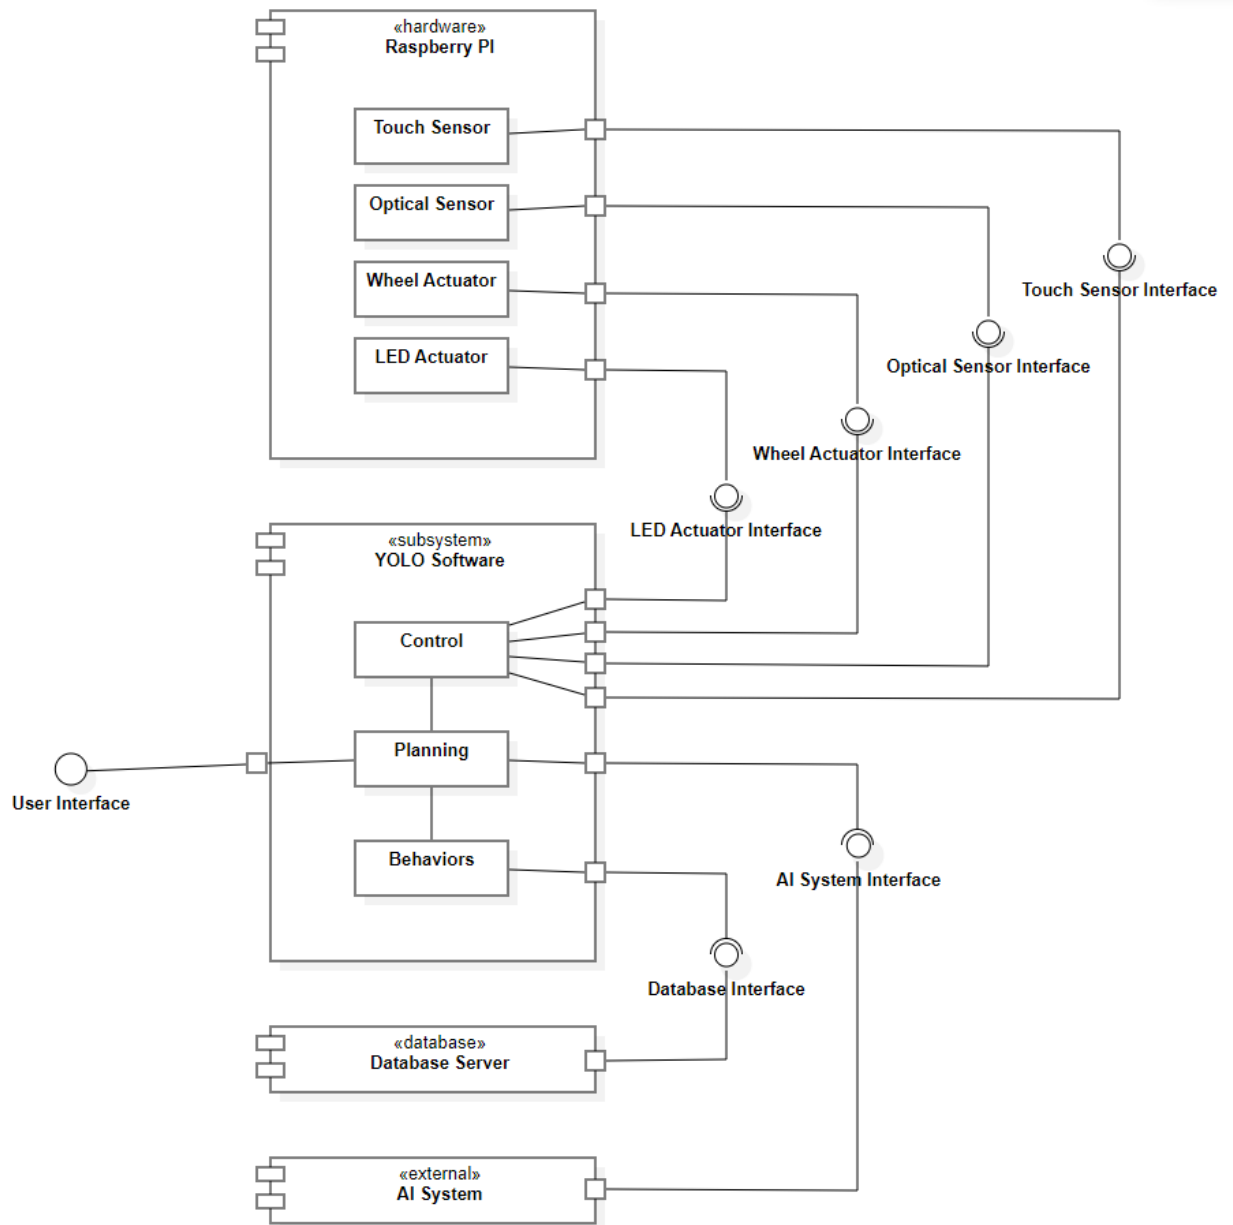 «hardware»
Raspberry PI
Touch Sensor
Optical Sensor
Wheel Actuator
LED Actuator
Touch Sensor Interface
Optical Sensor Interface
Wheel Actuator Interface
LED Actuator Interface
«subsystem»
YOLO Software
Control
Planning
User Interface
Behaviors
AI System Interface
Database Interface
«database»
Database Server
«external»
AI System